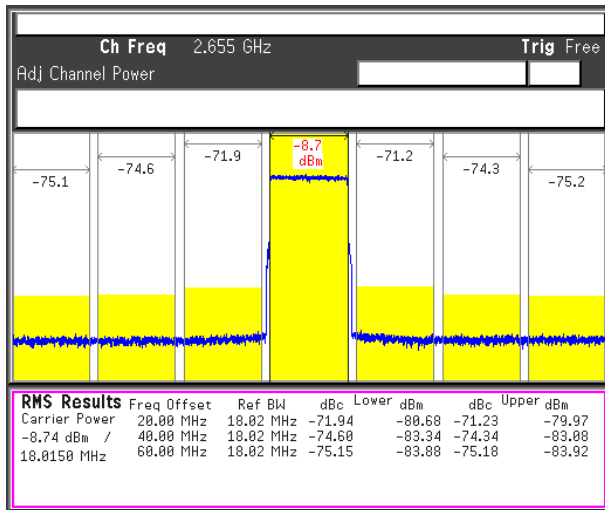 Ch Freq 2.655 GHz Trig Free
Adj Channel Power
-8.7
dBm
-71.9 -71.2
-74.6 -74.3
-75.1 -75.2
RMS Results Freq Offset Ref BW dBc Lower dBm dBc Upper dBm
Carrier Power 20.00 MHz 18.02 MHz -71.94 -80.68 -71.23 -79.97
-8.74 dBm / 40.00 MHz 18.02 MHz -74.60 -83.34 -74.34 -83.08
18.0150 MHz 60.00 MHz 18.02 MHz -75.15 -83.88 -75.18 -83.92